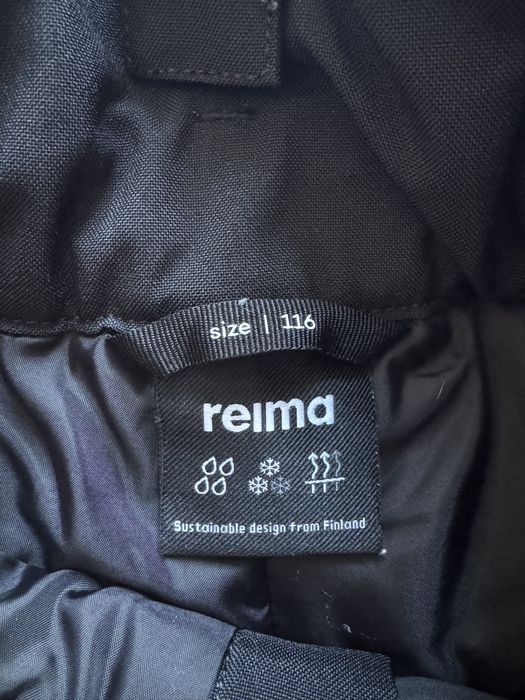 size | 116
reima
Sustainable design from Finland